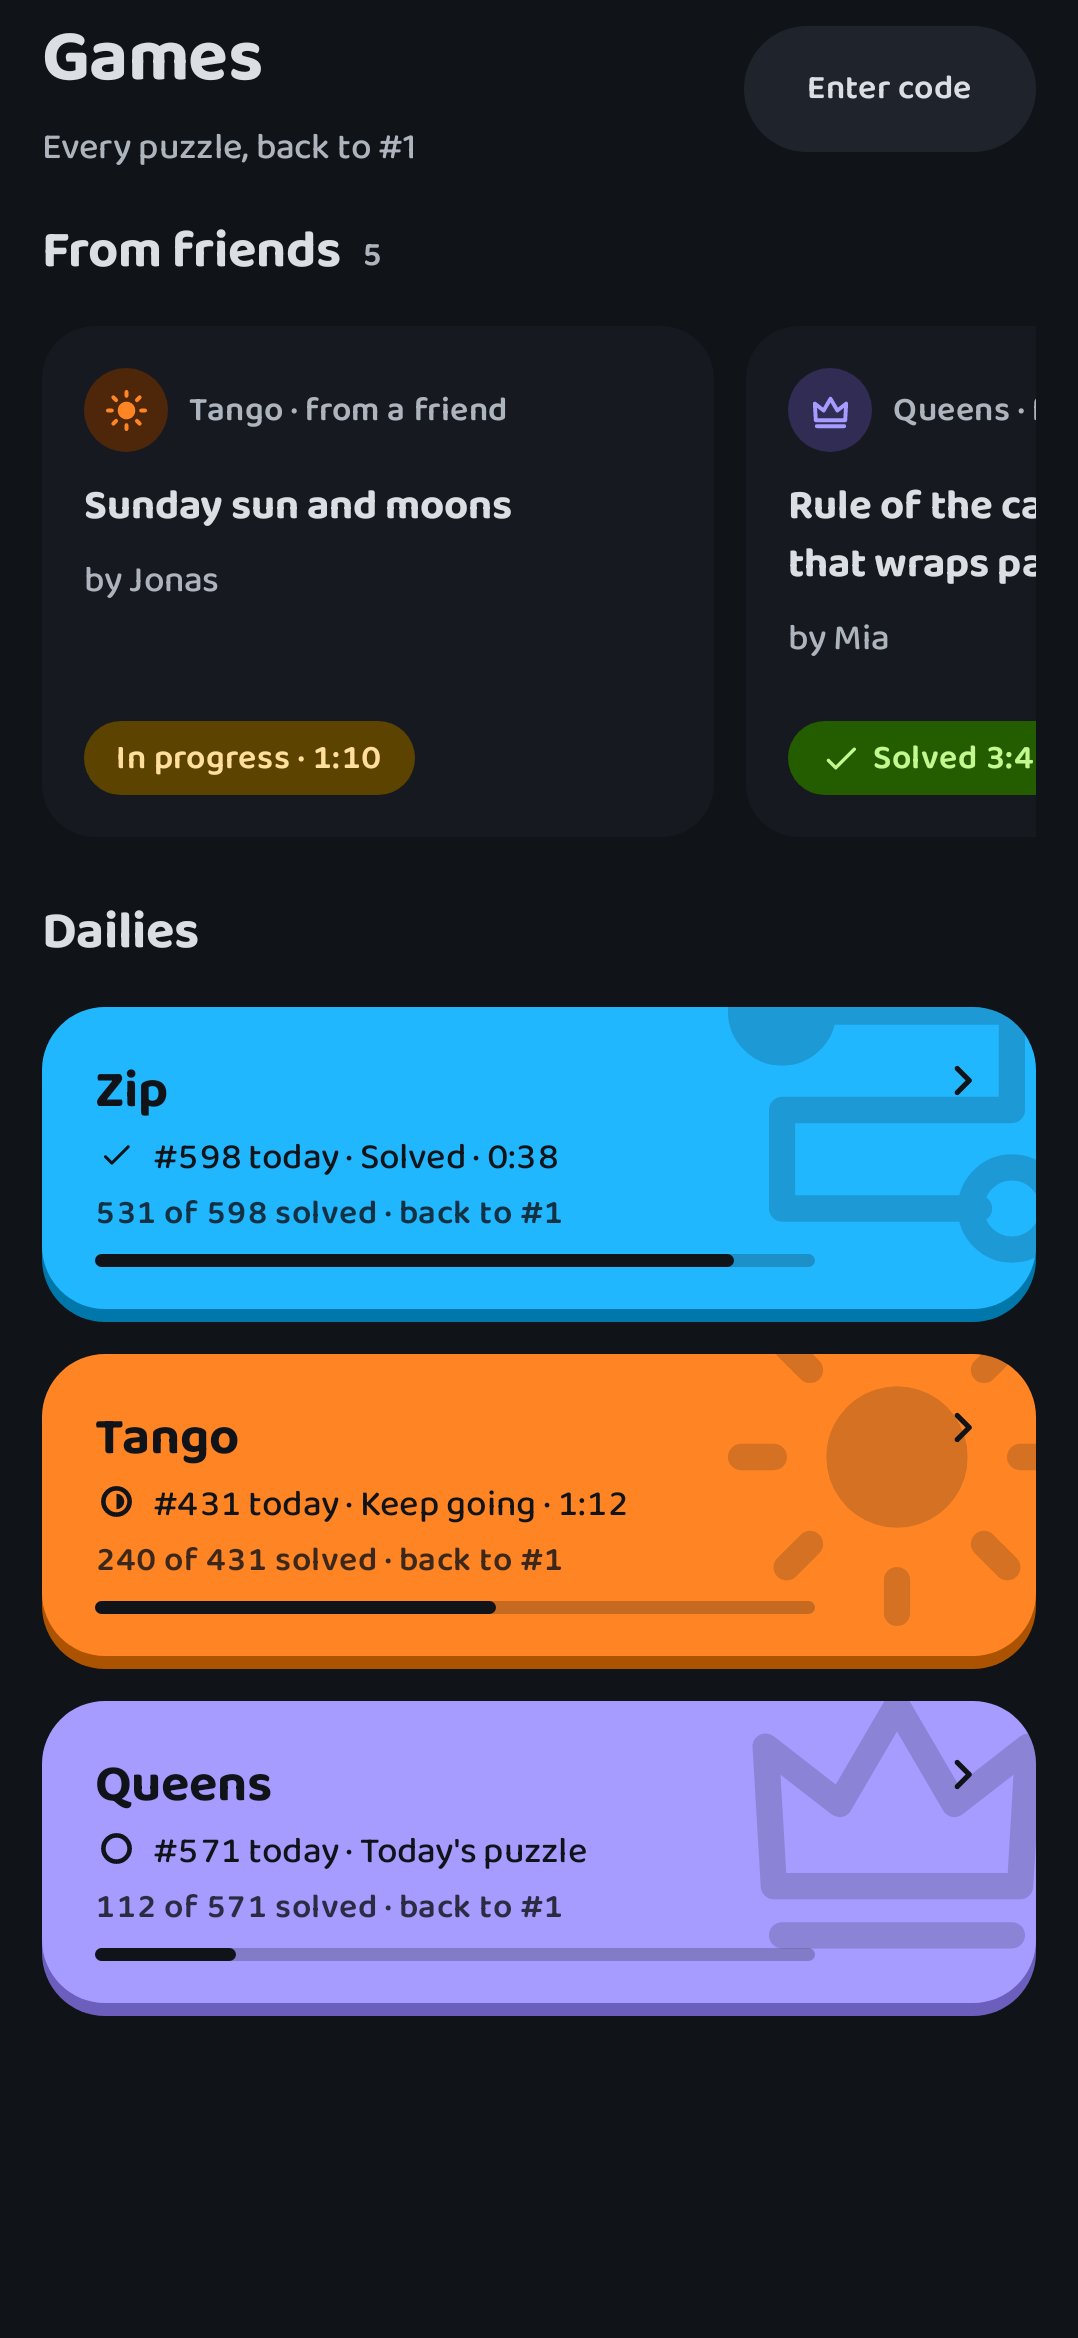 Games
Enter code
Every puzzle, back to #1
From friends 5
Tango · from a friend
Sunday sun and moons
by Jonas
In progress · 1:10
Queens ·
Rule of the
that wraps
by Mia
Solved
Dailies
Zip
#598 today · Solved · 0:38
531 of 598 solved · back to #1
Tango
#431 today · Keep going · 1:12
240 of 431 solved · back to #1
Queens
#571 today · Today's puzzle
112 of 571 solved · back to #1